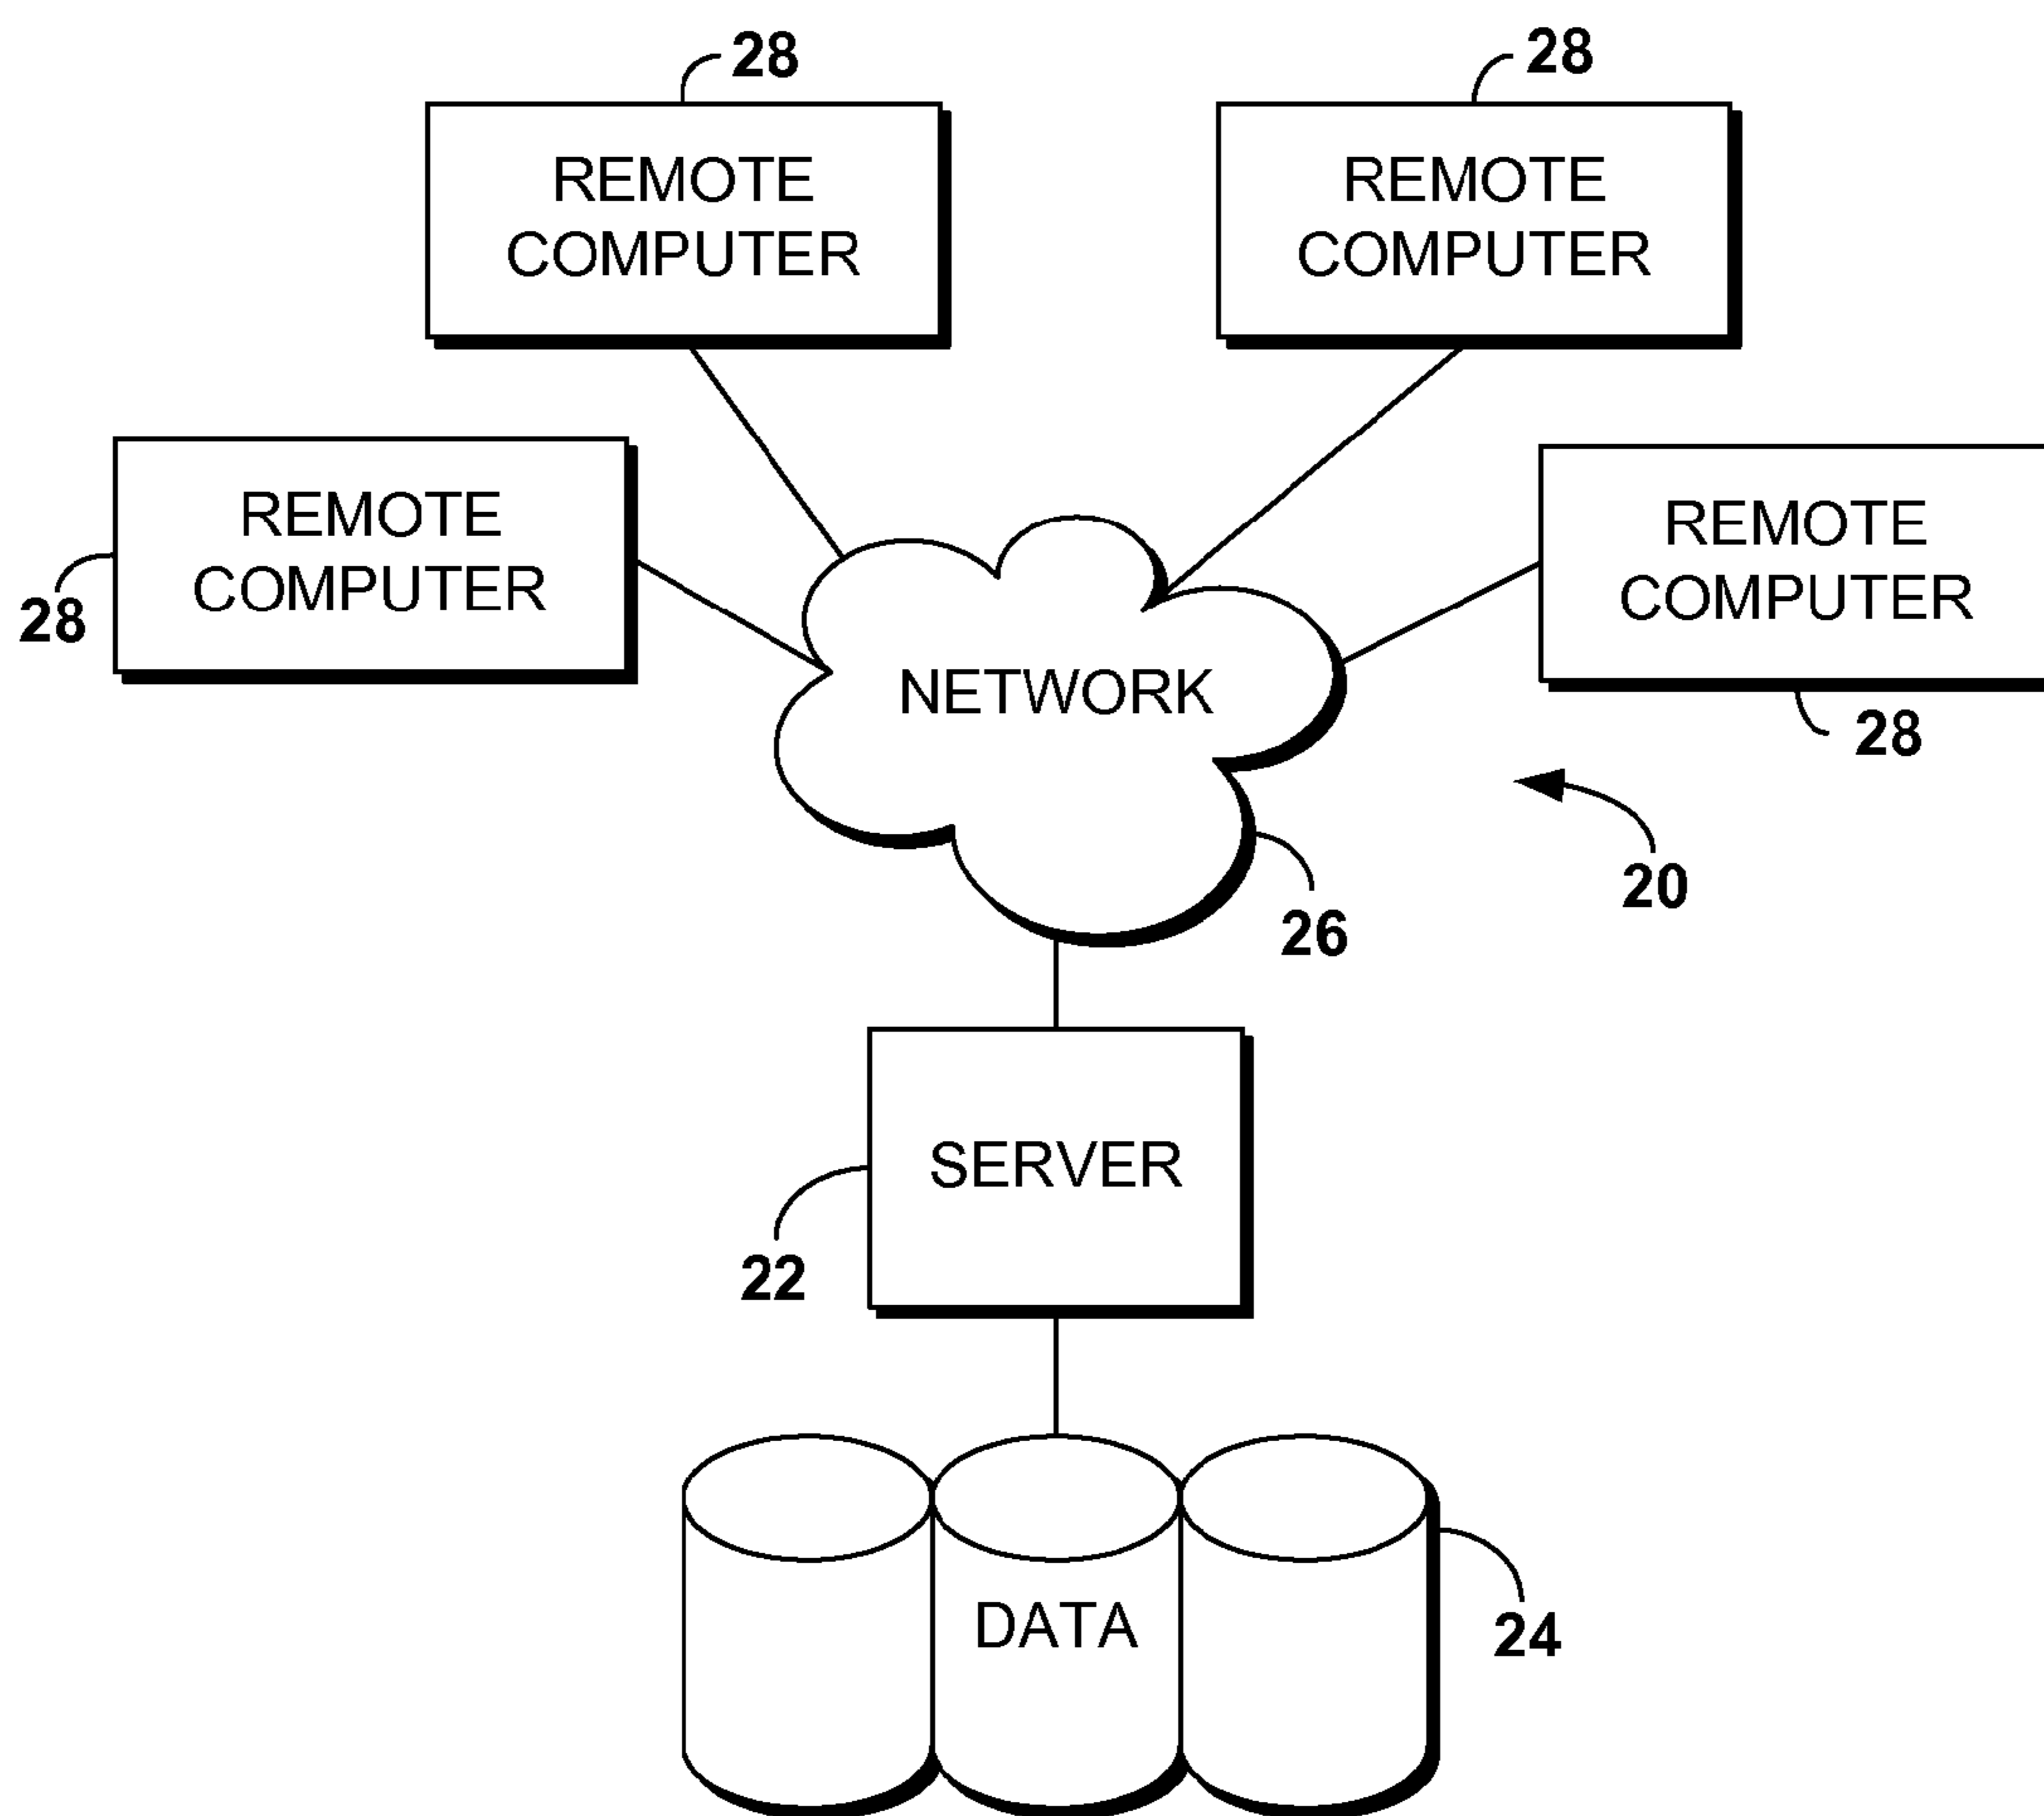 28
28
REMOTE
COMPUTER
REMOTE
COMPUTER
REMOTE
COMPUTER
28
REMOTE
COMPUTER
28
NETWORK
20
26
SERVER
22
DATA
24